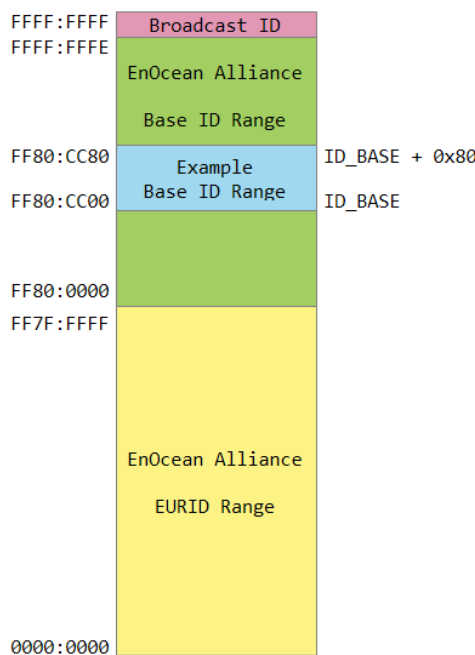 FFFF:FFFF Broadcast ID
FFFF:FFFE
EnOcean Alliance
Base ID Range
FF80:CC80 Example ID_BASE + 0x80
Base ID Range
FF80:CC00 ID_BASE
FF80:0000
FF7F:FFFF
EnOcean Alliance
EURID Range
0000:0000